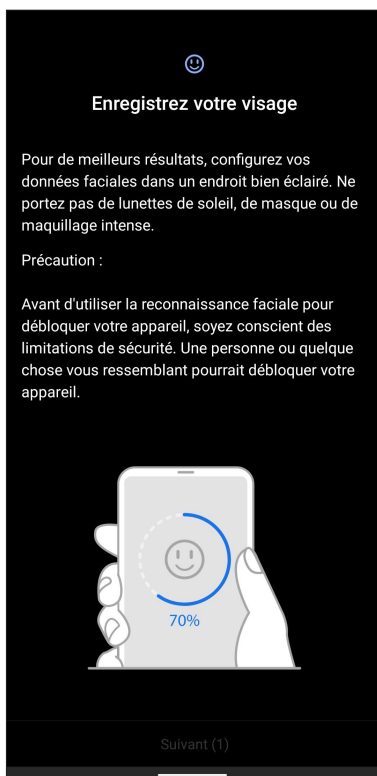 Enregistrez votre visage
Pour de meilleurs résultats, configurez vos
données faciales dans un endroit bien éclairé. Ne
portez pas de lunettes de soleil, de masque ou de
maquillage intense.
Précaution :
Avant d'utiliser la reconnaissance faciale pour
débloquer votre appareil, soyez conscient des
limitations de sécurité. Une personne ou quelque
chose vous ressemblant pourrait débloquer votre
appareil.
70%
Suivant (1)